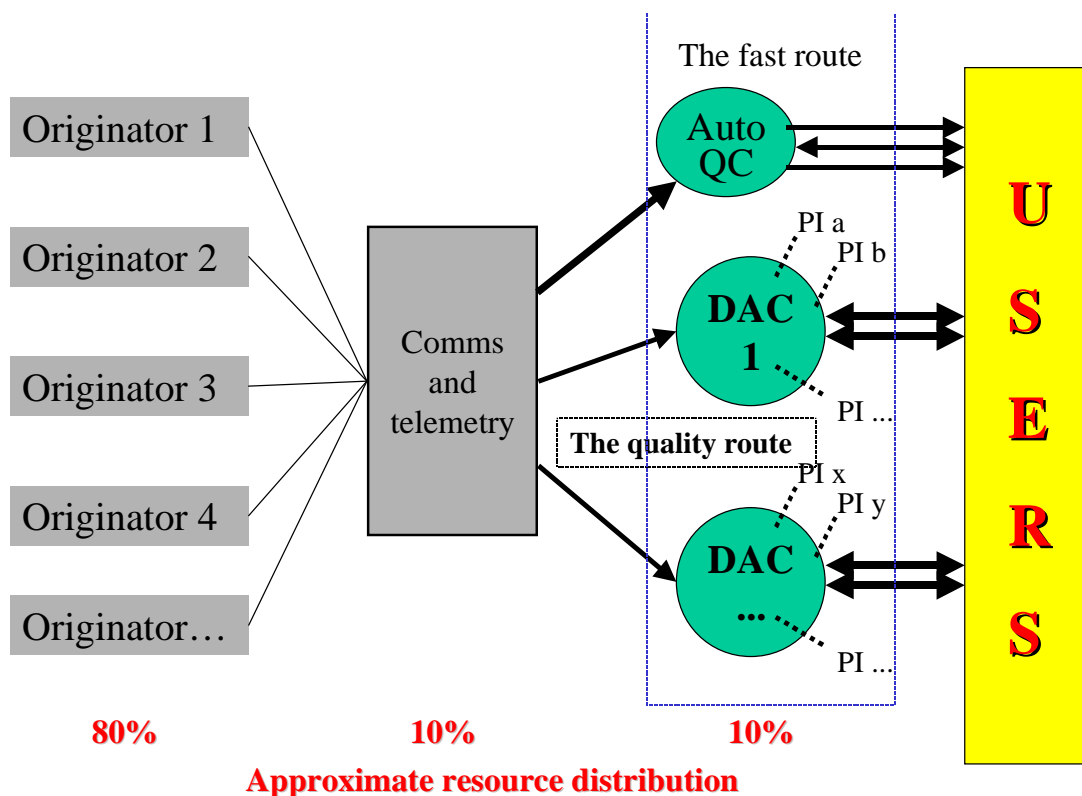 The fast route
Originator 1
Originator 2
Originator 3
Originator 4
Originator…
Comms
and
telemetry
Auto
QC
PI a
PI b
DAC
1
PI ...
The quality route
PI x
PI y
DAC
...
PI ...
U
S
E
R
S
80%
10%
10%
Approximate resource distribution